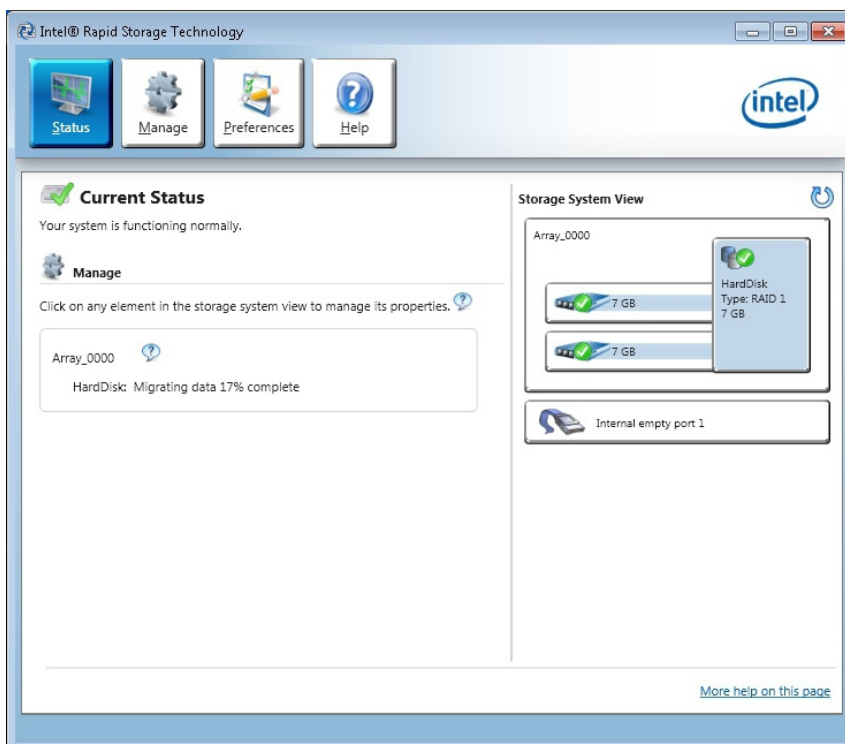 Intel® Rapid Storage Technology
Status
Manage
Preferences
Help
intel
Current Status
Your system is functioning normally.
Manage
Click on any element in the storage system view to manage its properties.
Array_0000
HardDisk: Migrating data 17% complete
Storage System View
Array_0000
HardDisk
Type: RAID 1
7 GB
7 GB
7 GB
Internal empty port 1
More help on this page